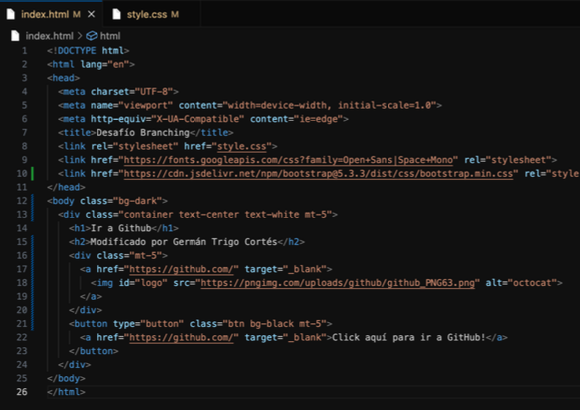 index.html M × style.css M
index.html > html
1 <!DOCTYPE html>
2 <html lang="en">
3 <head>
4 <meta charset="UTF-8">
5 <meta name="viewport" content="width=device-width, initial-scale=1.0">
6 <meta http-equiv="X-UA-Compatible" content="ie=edge">
7 <title>Desafío Branching</title>
8 <link rel="stylesheet" href="style.css">
9 <link href="https://fonts.googleapis.com/css?family=Open+Sans|Space+Mono" rel="stylesheet">
10 <link href="https://cdn.jsdelivr.net/npm/bootstrap@5.3.3/dist/css/bootstrap.min.css" rel="style
11 </head>
12 <body class="bg-dark">
13 <div class="container text-center text-white mt-5">
14 <h1>Ir a Github</h1>
15 <h2>Modificado por Germán Trigo Cortés</h2>
16 <div class="mt-5">
17 <a href="https://github.com/" target="_blank">
18 <img id="logo" src="https://pngimg.com/uploads/github/github_PNG63.png" alt="octocat">
19 </a>
20 </div>
21 <button type="button" class="btn bg-black mt-5">
22 <a href="https://github.com/" target="_blank">Click aquí para ir a GitHub!</a>
23 </button>
24 </div>
25 </body>
26 </html>